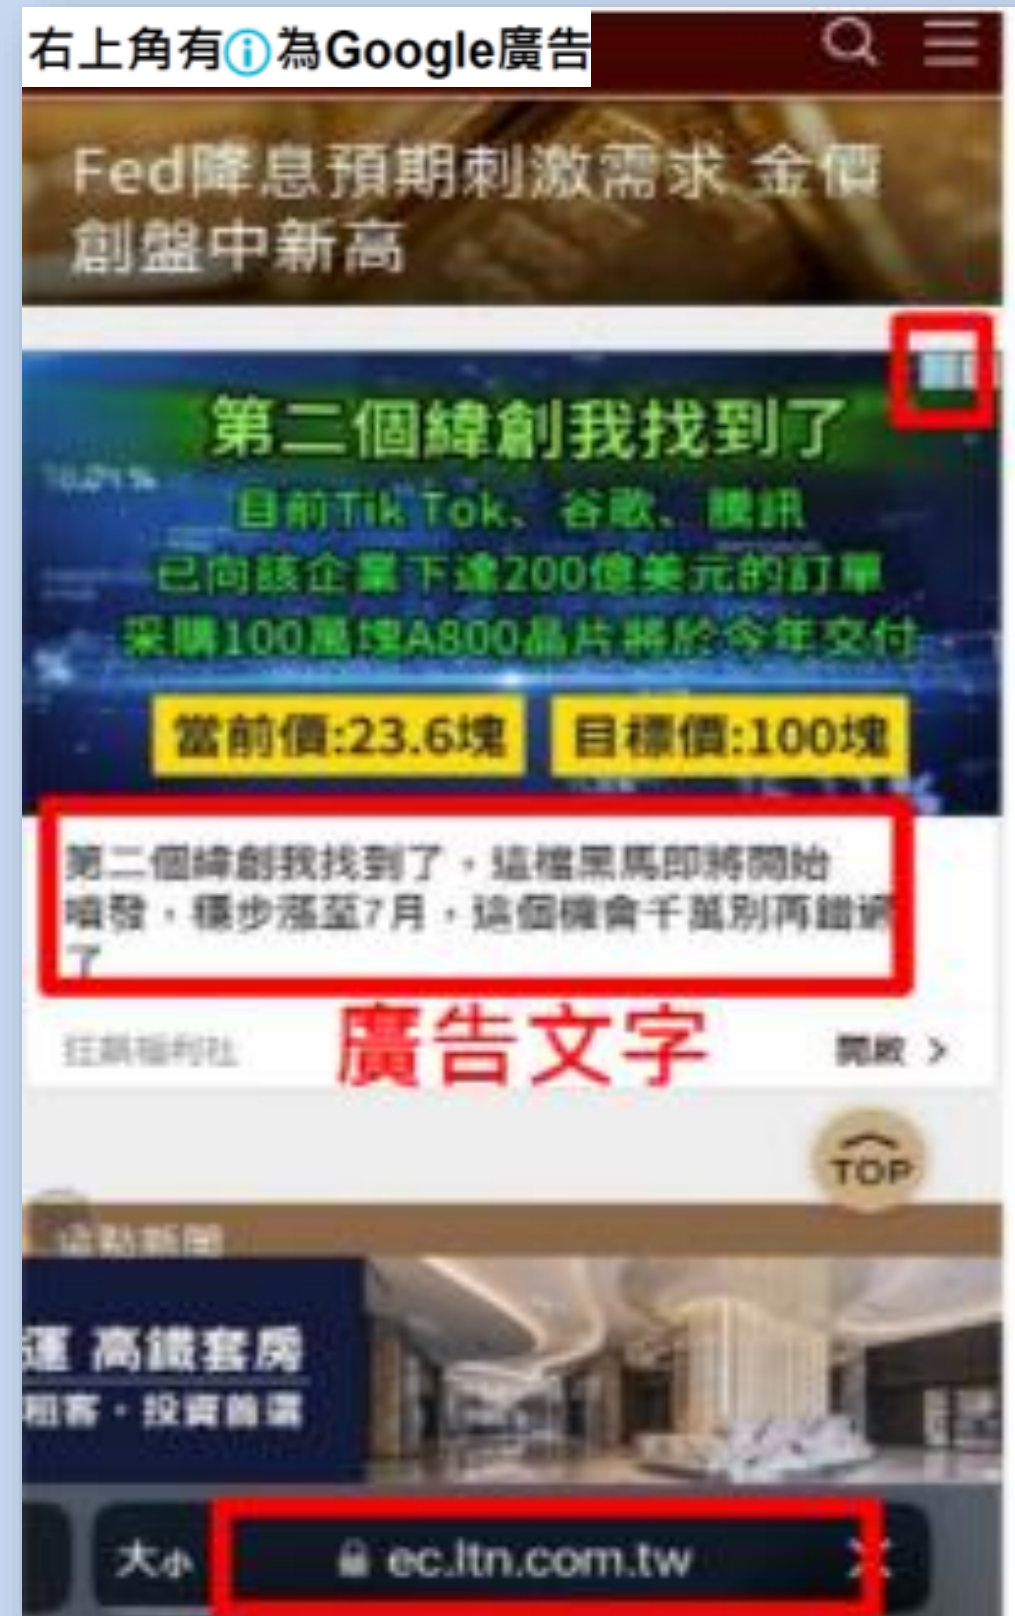 右上角有ⓘ為Google廣告
Fed降息預期刺激需求 金價
創盤中新高
第二個緯創我找到了
目前Tik Tok、谷歌、騰訊
已向該企業下達200億美元的訂單
采購100萬塊A800晶片將於今年交付
當前價:23.6塊
目標價:100塊
第二個緯創我找到了，這檔黑馬即將開始
噴發，穩步漲至7月，這個機會千萬別再錯過
了
廣告文字
開啟 >
TOP
焦點新聞
運 高鐵套房
租客・投資首選
大小
ec.ltn.com.tw